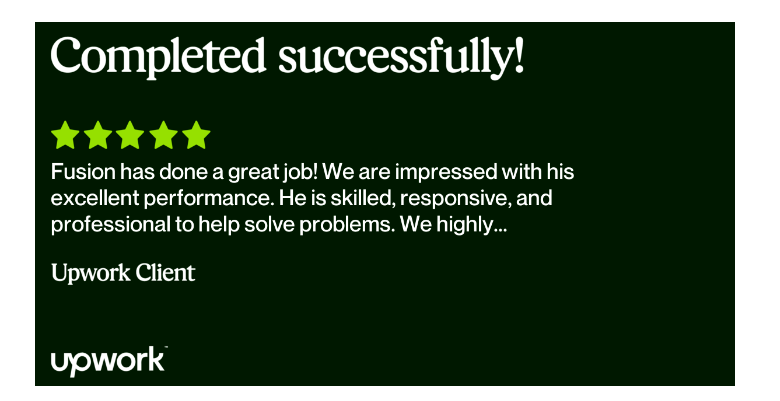 Completed successfully!
Fusion has done a great job! We are impressed with his
excellent performance. He is skilled, responsive, and
professional to help solve problems. We highly...
Upwork Client
upwork™